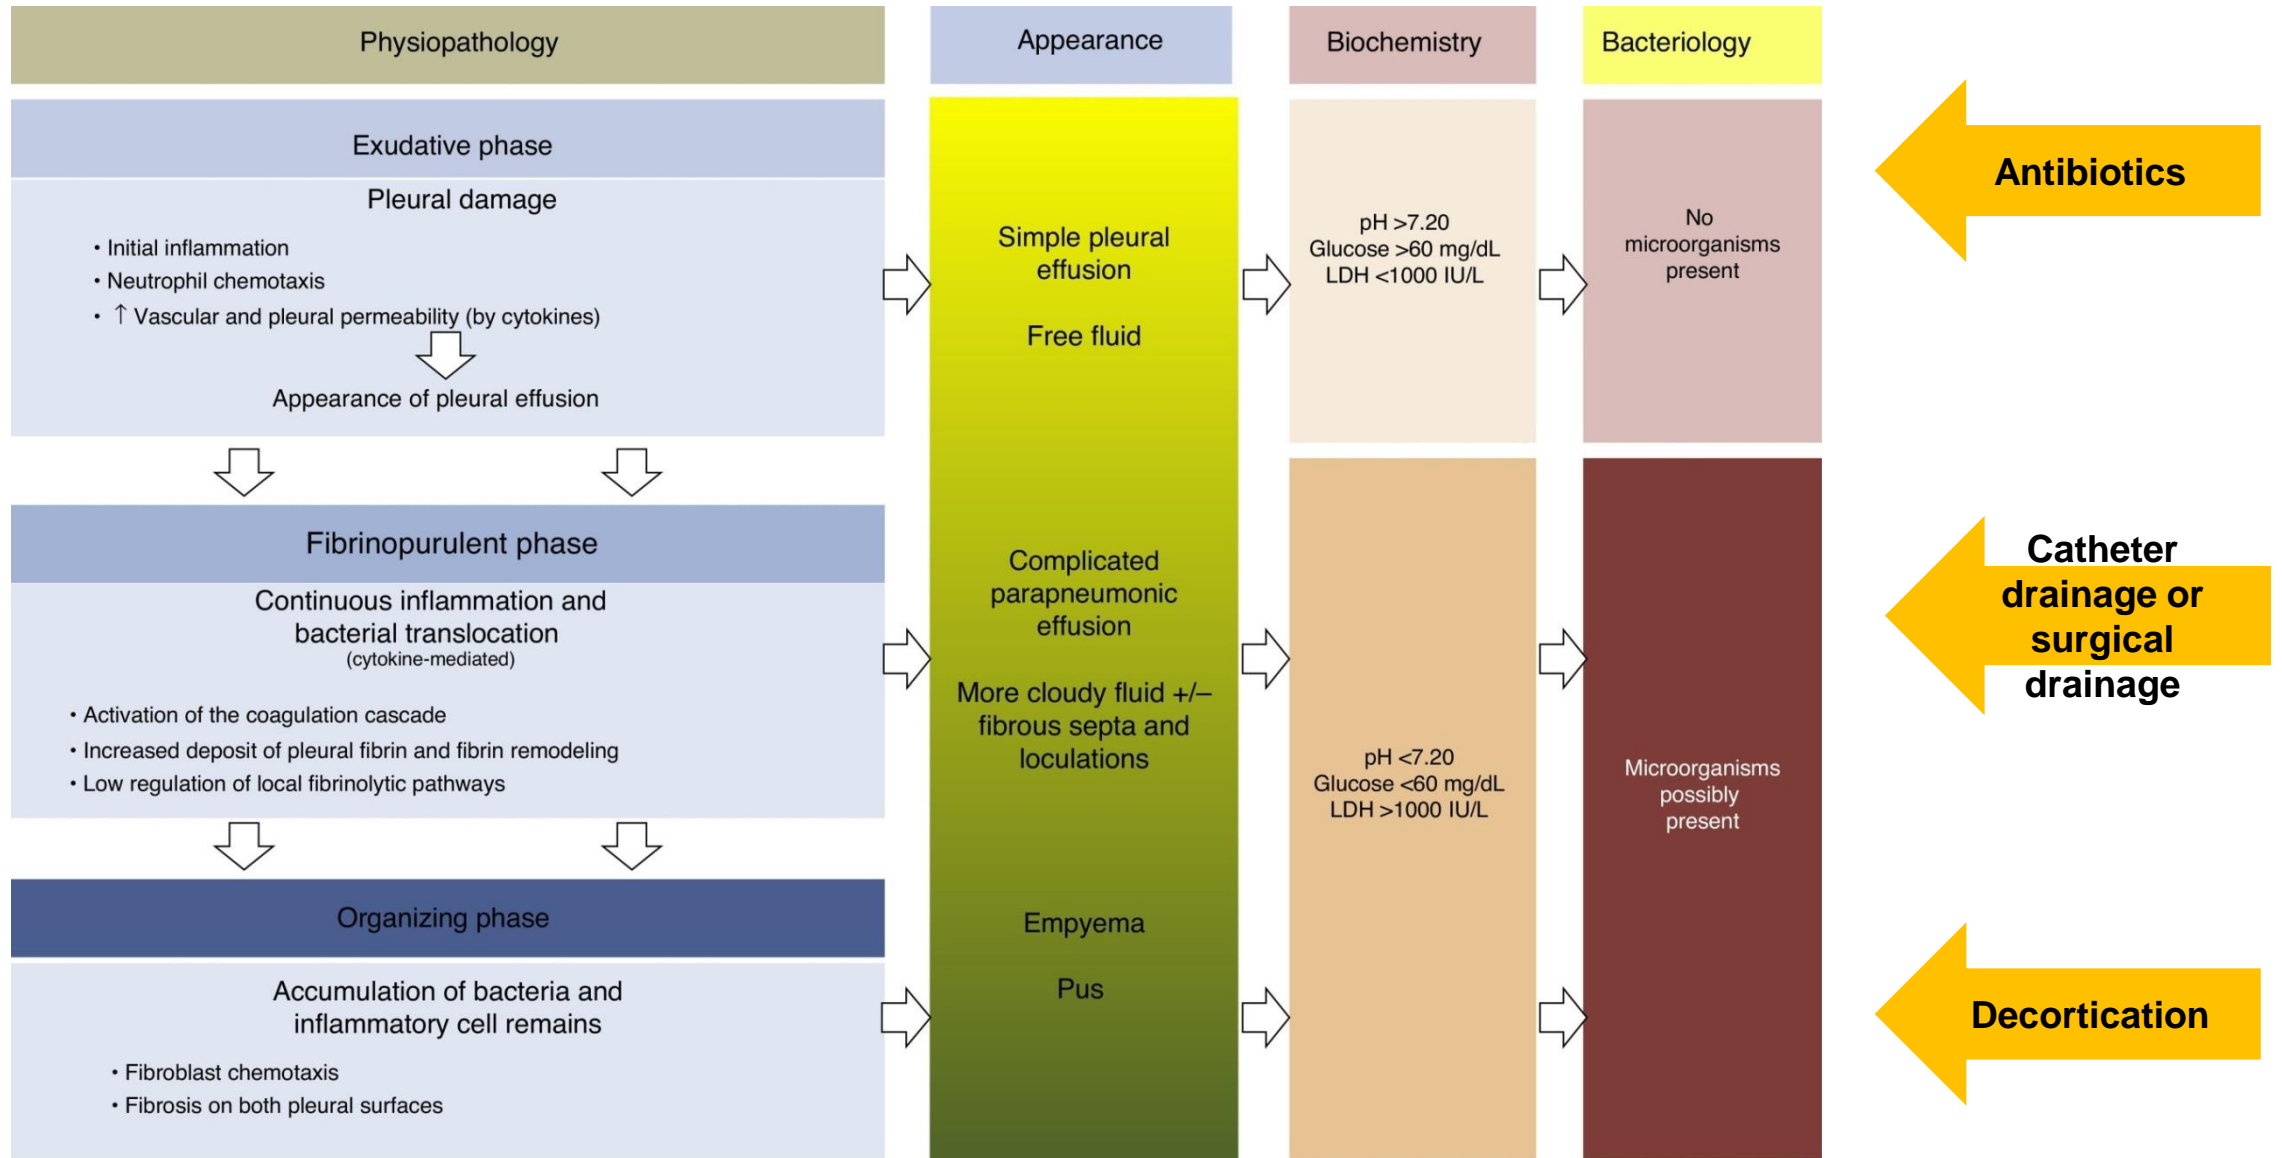 Physiopathology
Appearance
Biochemistry
Bacteriology
Exudative phase
Pleural damage
• Initial inflammation
• Neutrophil chemotaxis
• ↑ Vascular and pleural permeability (by cytokines)
Appearance of pleural effusion
Simple pleural
effusion
Free fluid
pH >7.20
Glucose >60 mg/dL
LDH <1000 IU/L
No
microorganisms
present
Antibiotics
Fibrinopurulent phase
Continuous inflammation and
bacterial translocation
(cytokine-mediated)
• Activation of the coagulation cascade
• Increased deposit of pleural fibrin and fibrin remodeling
• Low regulation of local fibrinolytic pathways
Complicated
parapneumonic
effusion
More cloudy fluid +/–
fibrous septa and
loculations
pH <7.20
Glucose <60 mg/dL
LDH >1000 IU/L
Microorganisms
possibly
present
Catheter
drainage or
surgical
drainage
Organizing phase
Accumulation of bacteria and
inflammatory cell remains
• Fibroblast chemotaxis
• Fibrosis on both pleural surfaces
Empyema
Pus
Decortication